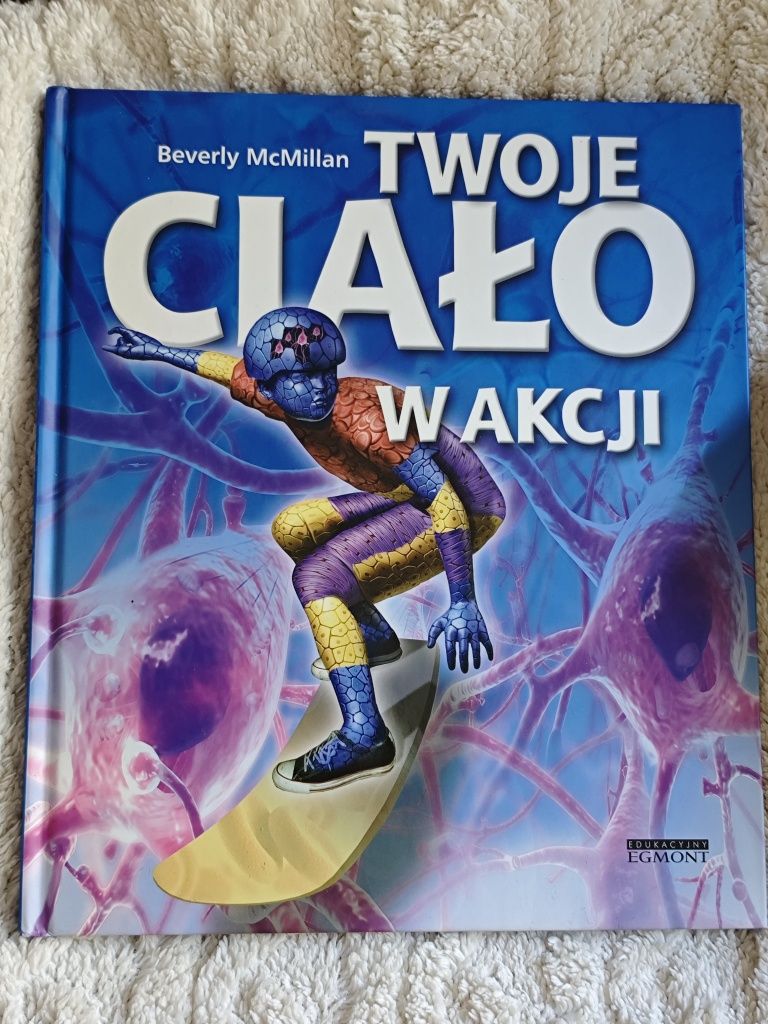 Beverly McMillan
TWOJE
CIAŁO
W AKCJI
EDUKACYJNY
EGMONT